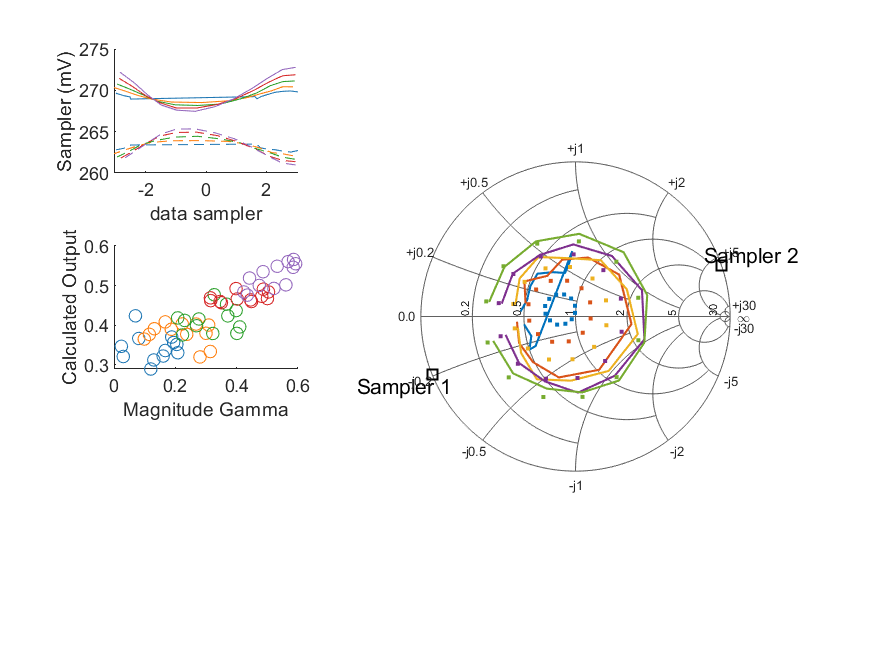 275
270
265
260
Sampler (mV)
-2
0
2
data sampler
0.6
0.5
0.4
0.3
Calculated Output
0
0.2
0.4
0.6
Magnitude Gamma
+j1
+j0.5
+j2
+j0.2
Sampler 2
0.0
0.2
0.5
1
2
5
30
+j30
∞
-j30
Sampler 1
-j5
-j0.5
-j2
-j1